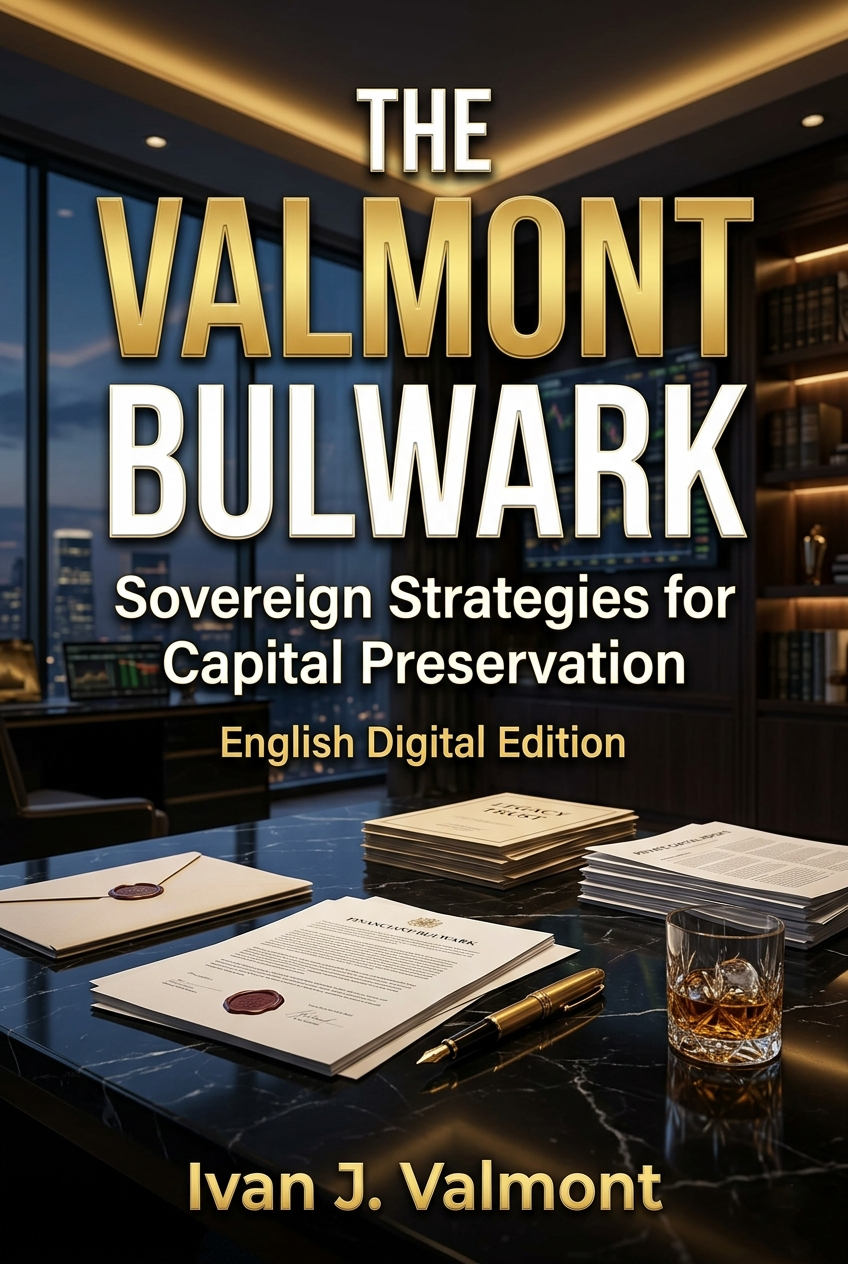 THE
VALMONT
BULWARK
Sovereign Strategies for
Capital Preservation
English Digital Edition
LEGACY
TRUST
Ivan J. Valmont